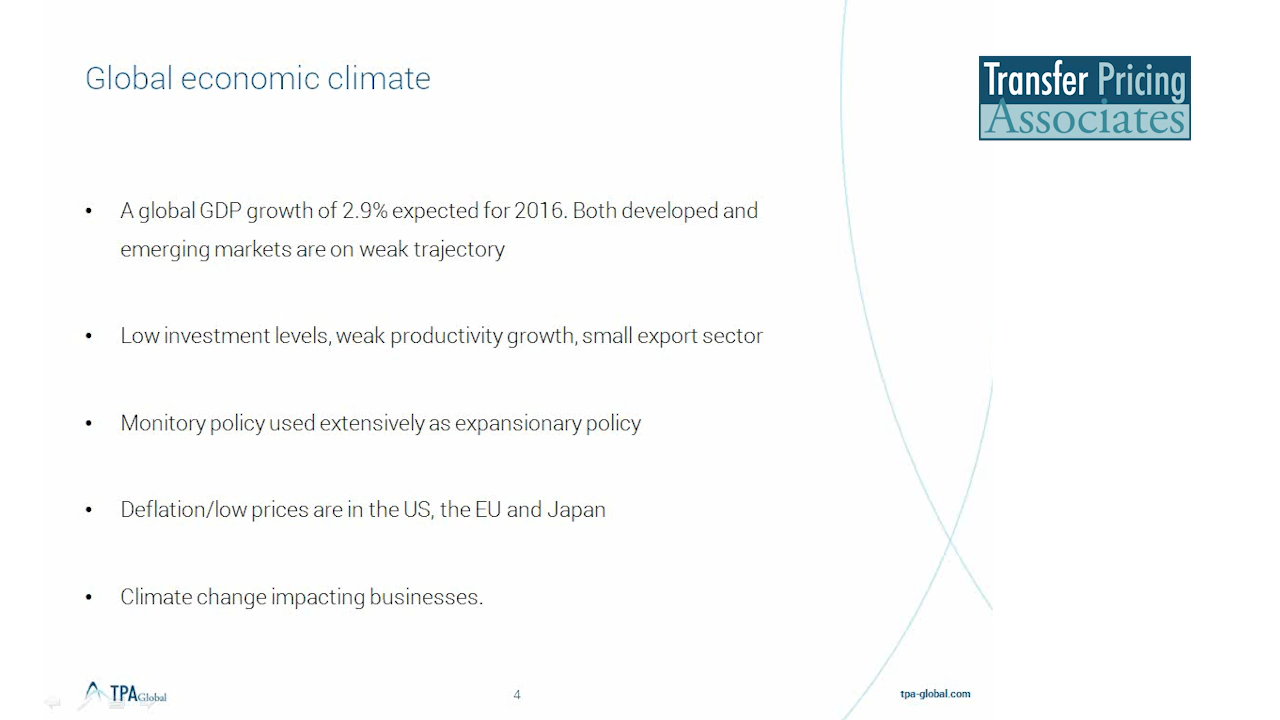 Global economic climate
Transfer Pricing
Associates
• A global GDP growth of 2.9% expected for 2016. Both developed and
emerging markets are on weak trajectory
• Low investment levels, weak productivity growth, small export sector
• Monitory policy used extensively as expansionary policy
• Deflation/low prices are in the US, the EU and Japan
• Climate change impacting businesses.
TPA Global
4
tpa-global.com